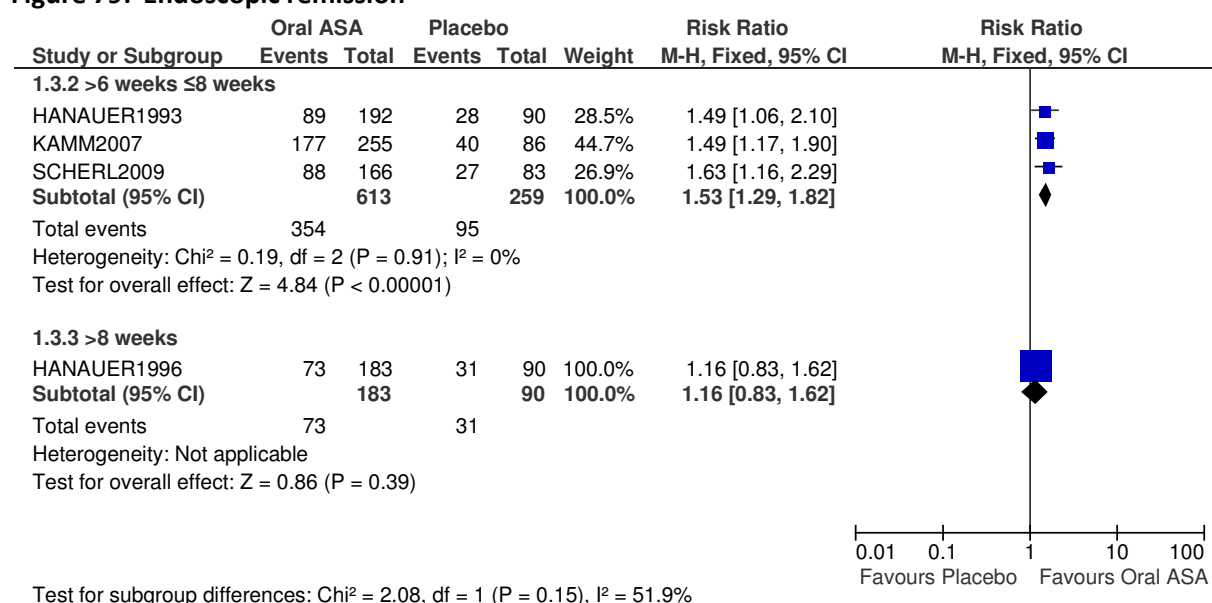 Figure 79: Endoscopic remission
Oral ASA Placebo Risk Ratio Risk Ratio
Study or Subgroup Events Total Events Total Weight M-H, Fixed, 95% CI M-H, Fixed, 95% CI
1.3.2 >6 weeks ≤8 weeks
HANAUER1993 89 192 28 90 28.5% 1.49 [1.06, 2.10]
KAMM2007 177 255 40 86 44.7% 1.49 [1.17, 1.90]
SCHERL2009 88 166 27 83 26.9% 1.63 [1.16, 2.29]
Subtotal (95% CI) 613 259 100.0% 1.53 [1.29, 1.82]
Total events 354 95
Heterogeneity: Chi² = 0.19, df = 2 (P = 0.91); I² = 0%
Test for overall effect: Z = 4.84 (P < 0.00001)
1.3.3 >8 weeks
HANAUER1996 73 183 31 90 100.0% 1.16 [0.83, 1.62]
Subtotal (95% CI) 183 90 100.0% 1.16 [0.83, 1.62]
Total events 73 31
Heterogeneity: Not applicable
Test for overall effect: Z = 0.86 (P = 0.39)
0.01 0.1 1 10 100
Favours Placebo Favours Oral ASA
Test for subgroup differences: Chi² = 2.08, df = 1 (P = 0.15), I² = 51.9%